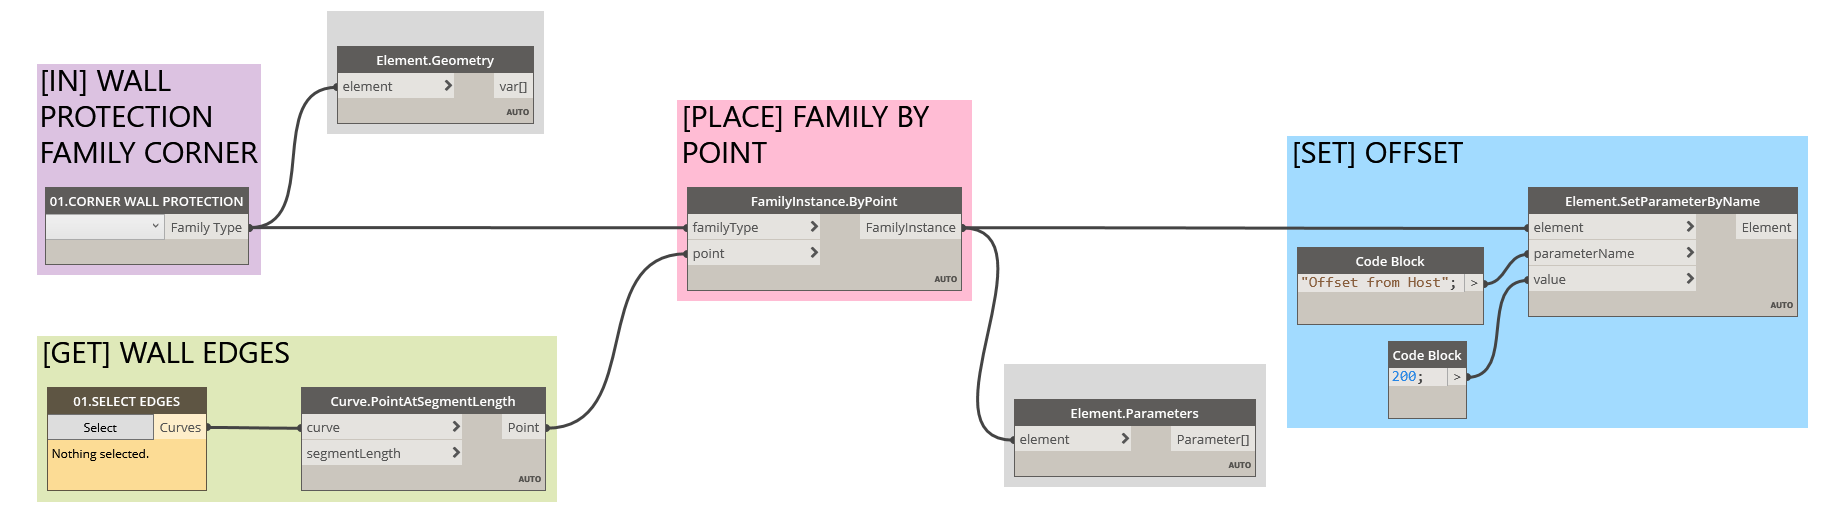 [IN] WALL
PROTECTION
FAMILY CORNER
01.CORNER WALL PROTECTION
Family Type
Element.Geometry
element > var[]
AUTO
[GET] WALL EDGES
01.SELECT EDGES
Select Curves
Nothing selected.
Curve.PointAtSegmentLength
curve > Point
segmentLength >
AUTO
[PLACE] FAMILY BY
POINT
FamilyInstance.ByPoint
familyType > FamilyInstance
point >
AUTO
Element.Parameters
element > Parameter[]
AUTO
[SET] OFFSET
Code Block
"Offset from Host"; >
Code Block
200; >
Element.SetParameterByName
element > Element
parameterName >
value >
AUTO